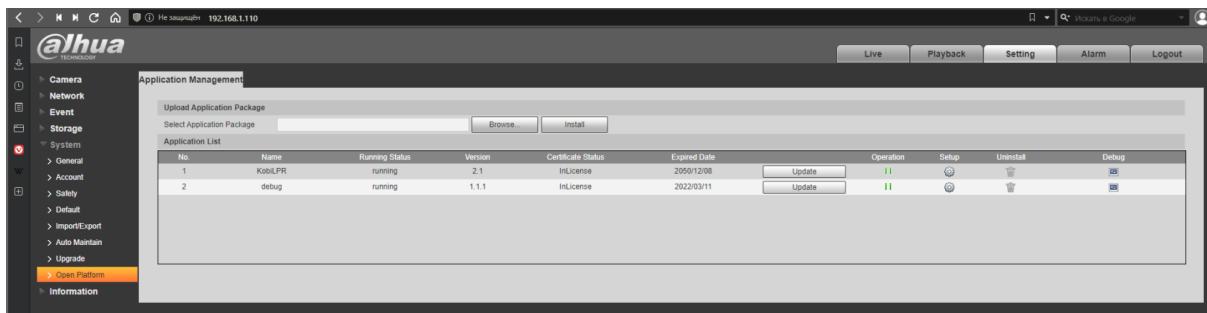 Не защищён 192.168.1.110
Искать в Google
alhua
TECHNOLOGY
Live Playback Setting Alarm Logout
Camera
Network
Event
Storage
System
General
Account
Safety
Default
Import/Export
Auto Maintain
Upgrade
Open Platform
Information
Application Management
Upload Application Package
Select Application Package Browse... Install
Application List
No. Name Running Status Version Certificate Status Expired Date Operation Setup Uninstall Debug
1 KobiLPR running 2.1 InLicense 2050/12/08 Update
2 debug running 1.1.1 InLicense 2022/03/11 Update